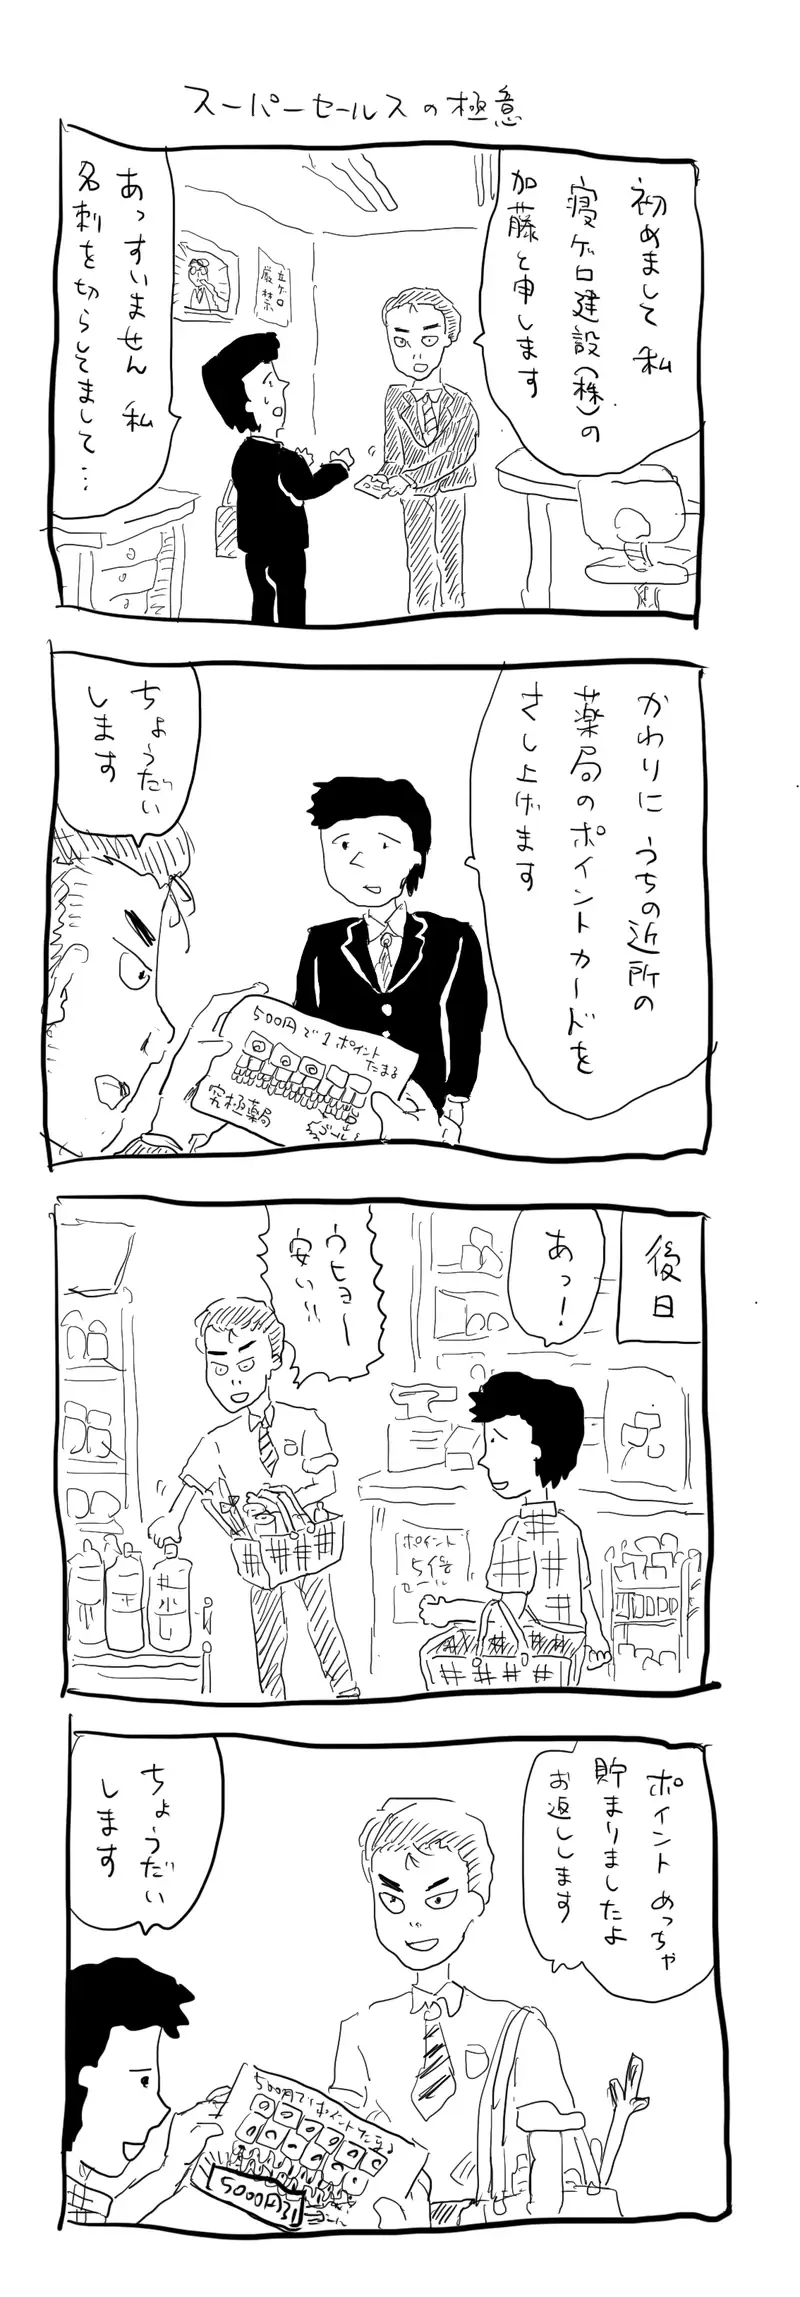 スーパーセールスの極意
初めまして 私
寝ゲロ建設(株)の
加藤と申します
立ゲロ
厳禁
あっすいません 私
名刺を切らしてまして…
かわりに うちの近所の
薬局のポイントカードを
さし上げます
ちょうだい
します
500円で1ポイント
たまる
究極薬局
ゴール
後日
あっ!
ウヒョー
安い!!
ポイント
5倍
セール
ポイント めっちゃ
貯まりましたよ
お返しします
ちょうだい
します
500円で1ポイントたまる
5000円引
ゴール